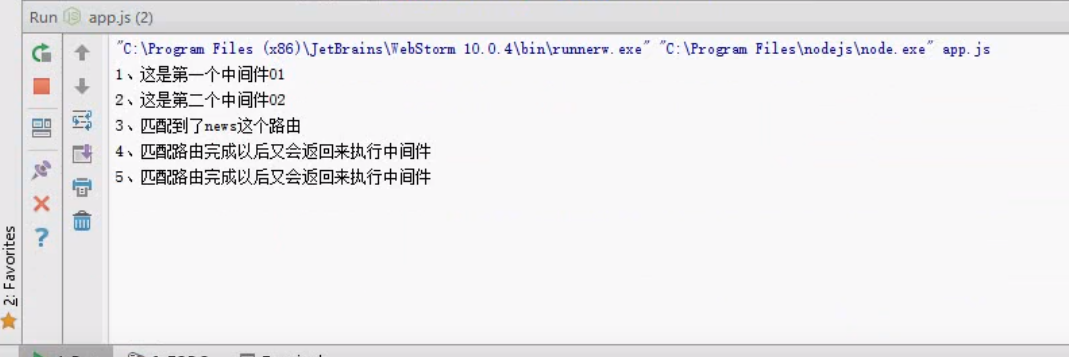 Run app.js (2)
"C:\Program Files (x86)\JetBrains\WebStorm 10.0.4\bin\runnerw.exe" "C:\Program Files\nodejs\node.exe" app.js
1、这是第一个中间件01
2、这是第二个中间件02
3、匹配到了news这个路由
4、匹配路由完成以后又会返回来执行中间件
5、匹配路由完成以后又会返回来执行中间件
2: Favorites